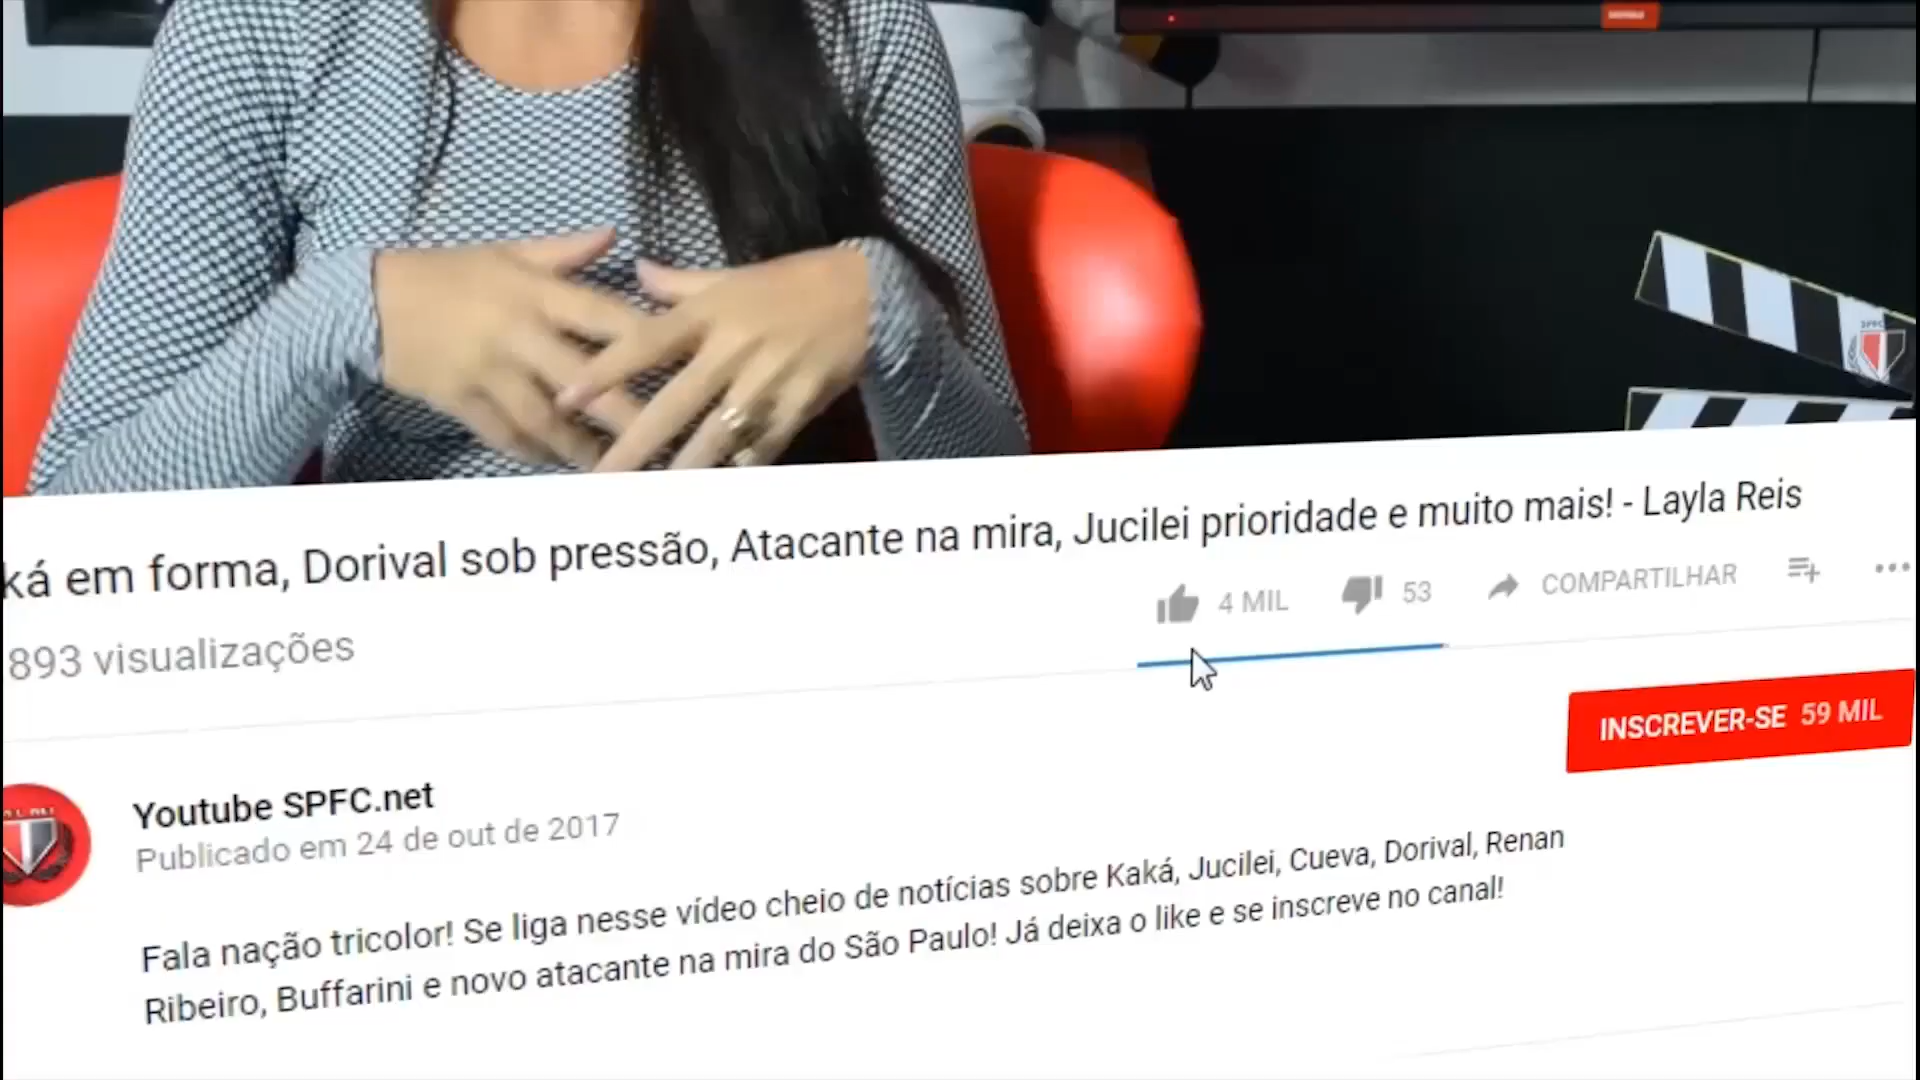 ká em forma, Dorival sob pressão, Atacante na mira, Jucilei prioridade e muito mais! - Layla Reis
893 visualizações
4 MIL 53 COMPARTILHAR
INSCREVER-SE 59 MIL
Youtube SPFC.net
Publicado em 24 de out de 2017
Fala nação tricolor! Se liga nesse vídeo cheio de notícias sobre Kaká, Jucilei, Cueva, Dorival, Renan
Ribeiro, Buffarini e novo atacante na mira do São Paulo! Já deixa o like e se inscreve no canal!